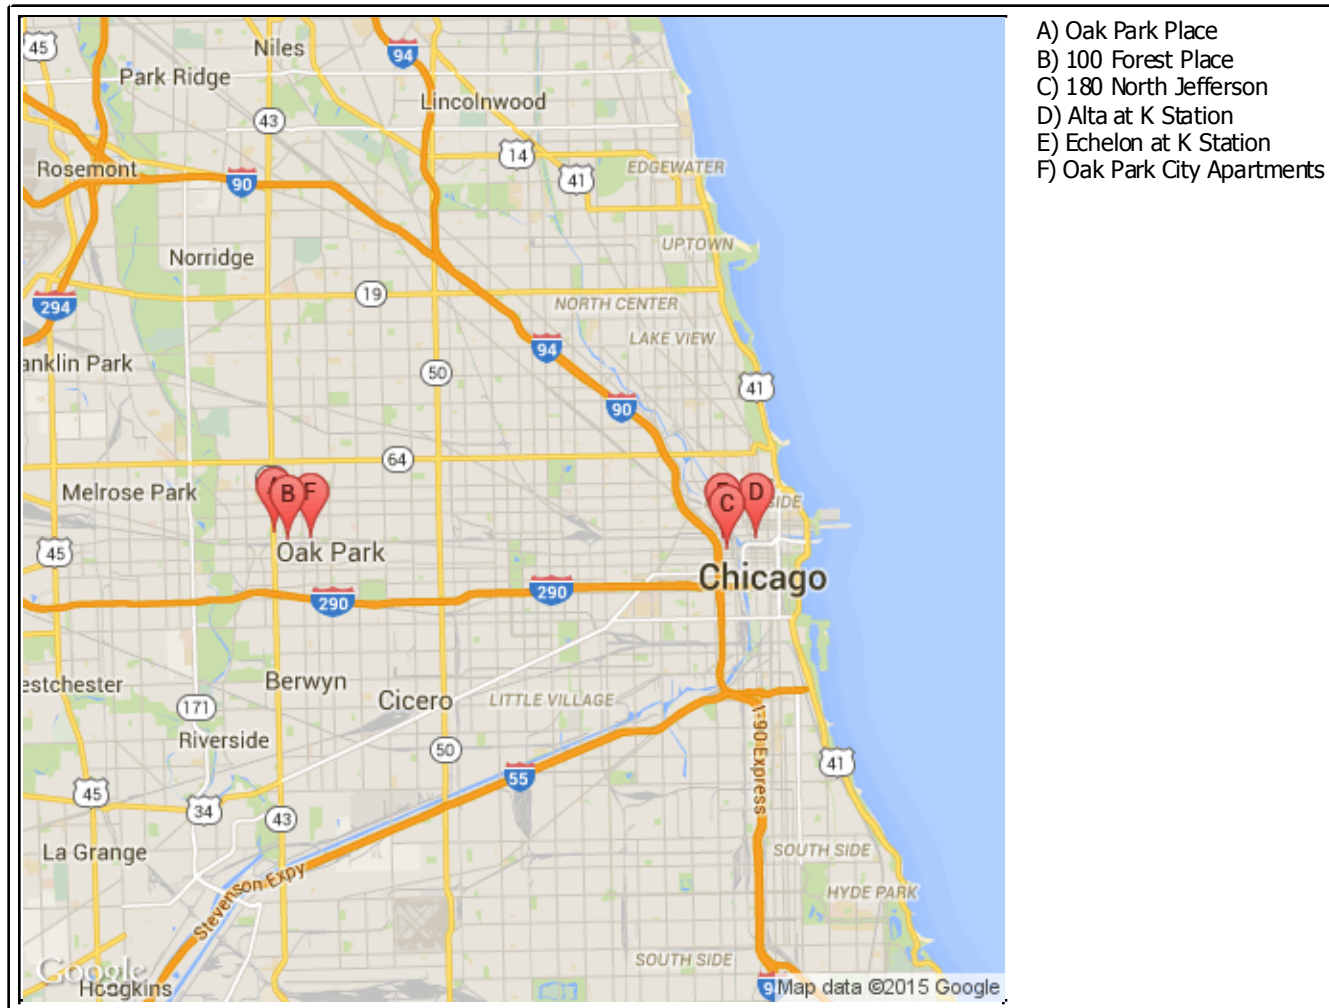 45
Niles
94
Park Ridge
Lincolnwood
43
14
Rosemont
EDGEWATER
90
41
UPTOWN
Norridge
19
294
NORTH CENTER
LAKE VIEW
94
anklin Park
50
41
90
64
Melrose Park
A
B
F
D
SIDE
C
45
Oak Park
Chicago
290
290
estchester
Berwyn
Cicero
LITTLE VILLAGE
171
I-90 Express
Riverside
50
41
55
45
34
43
La Grange
SOUTH SIDE
Stevenson Expy
HYDE PARK
SOUTH SIDE
Google
Hodgkins
9
Map data ©2015 Google
A) Oak Park Place
B) 100 Forest Place
C) 180 North Jefferson
D) Alta at K Station
E) Echelon at K Station
F) Oak Park City Apartments